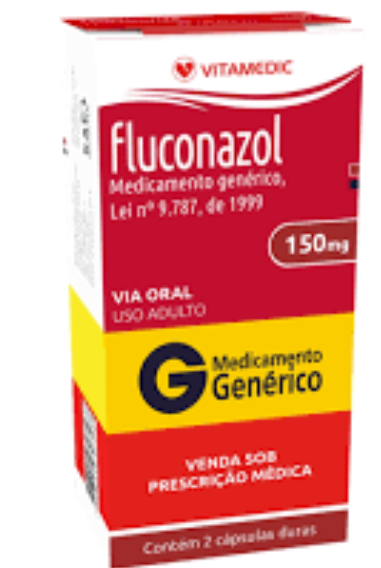 VITAMEDIC
fluconazol
Medicamento genérico,
Lei nº 9.787, de 1999
150mg
VIA ORAL
USO ADULTO
G Medicamento
Genérico
VENDA SOB
PRESCRIÇÃO MÉDICA
Contém 2 cápsulas duras